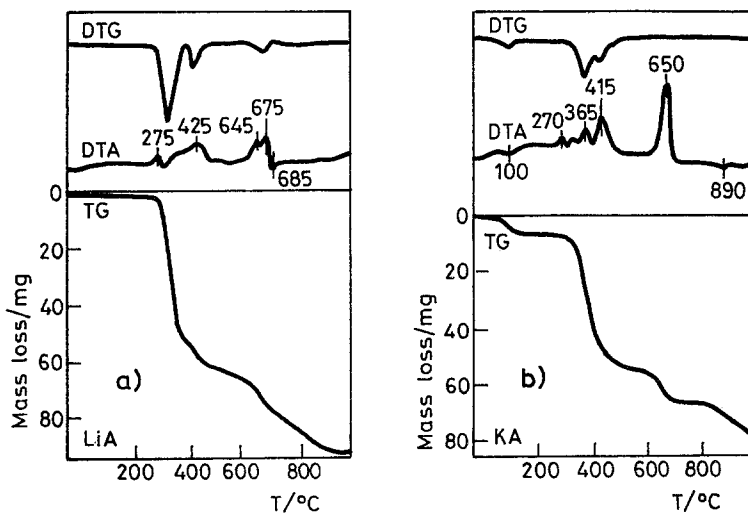 DTG
275 425 645 675
DTA
685
0
TG
20
40
60
80
Mass loss/mg
a)
LiA
200 400 600 800
T/°C
DTG
650
415
365
270
DTA
100
890
0
TG
20
40
60
80
Mass loss/mg
b)
KA
200 400 600 800
T/°C